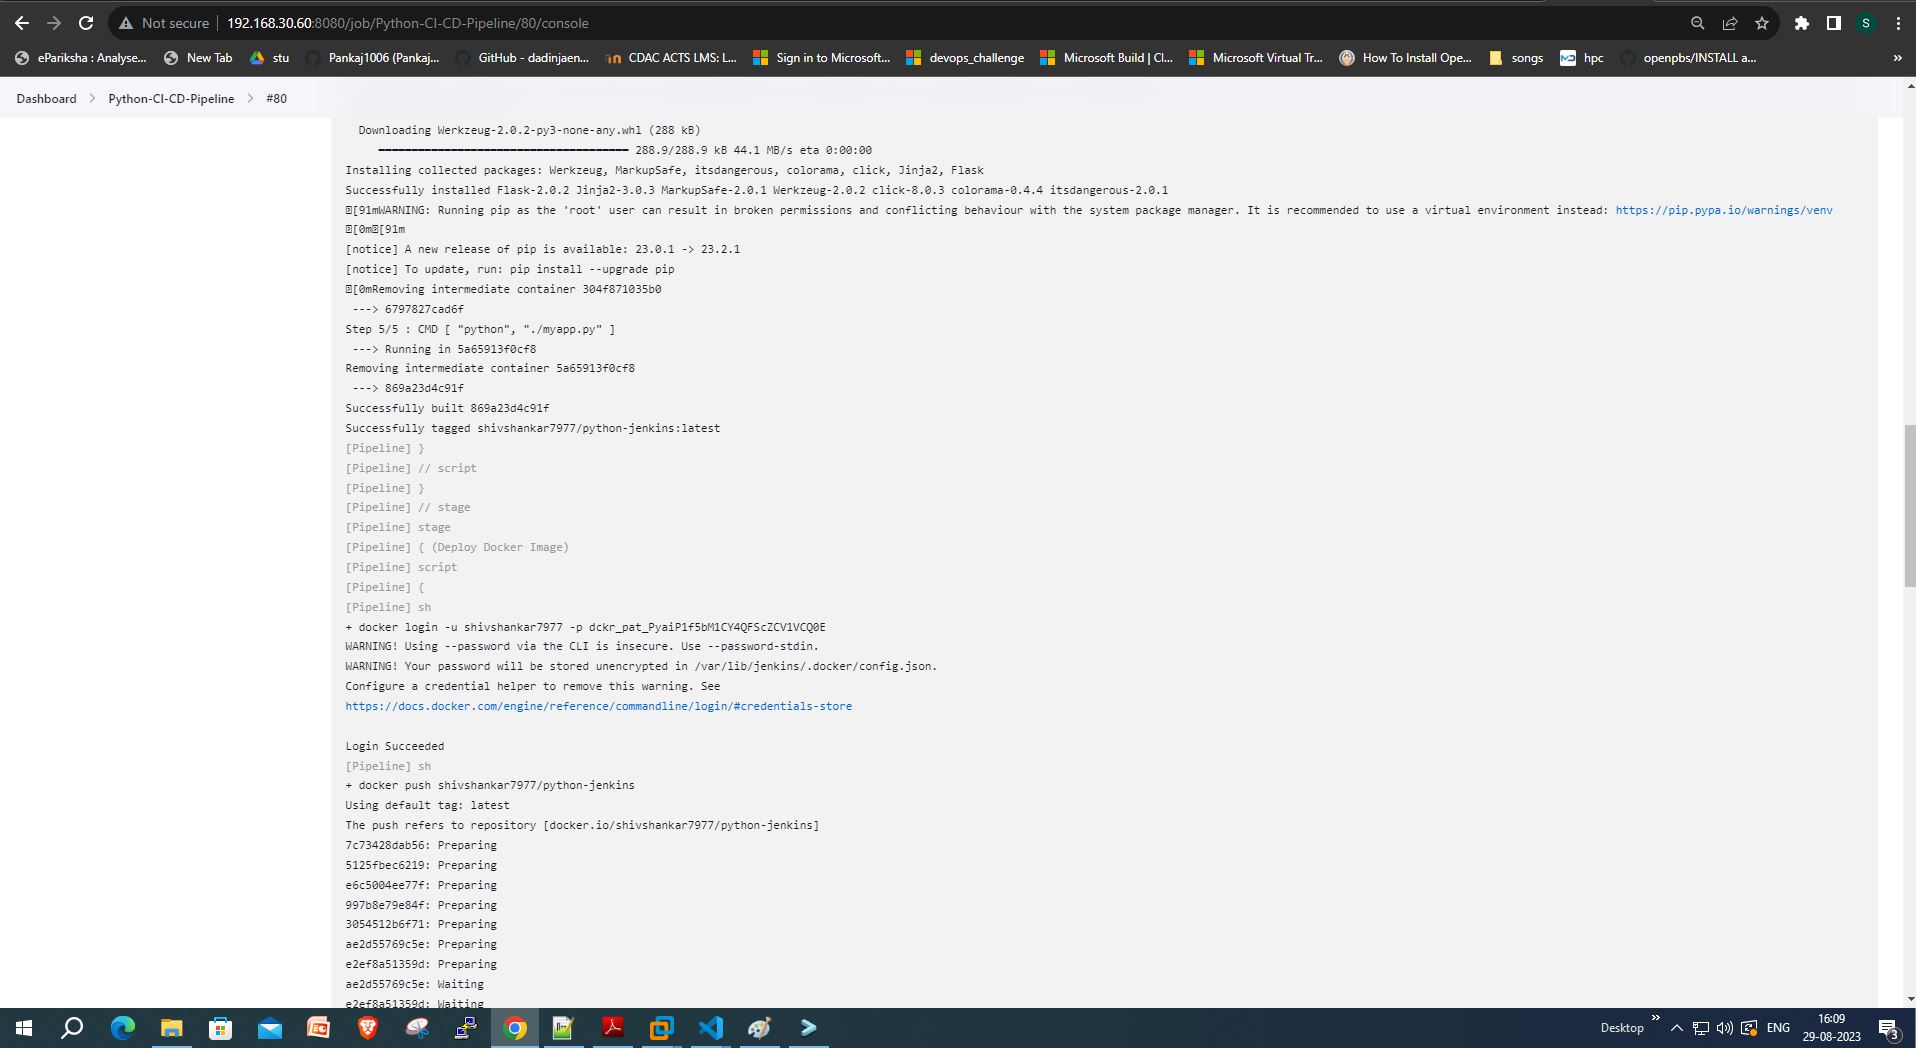 Not secure 192.168.30.60:8080/job/Python-CI-CD-Pipeline/80/console S
ePariksha : Analyse... New Tab stu Pankaj1006 (Pankaj... GitHub - dadinjaen... CDAC ACTS LMS: L... Sign in to Microsoft... devops_challenge Microsoft Build | Cl... Microsoft Virtual Tr... How To Install Ope... songs hpc openpbs/INSTALL a... »
Dashboard > Python-CI-CD-Pipeline > #80
Downloading Werkzeug-2.0.2-py3-none-any.whl (288 kB)
━━━━━━━━━━━━━━━━━━━━━━━━━━━━━━━━━━━━━━ 288.9/288.9 kB 44.1 MB/s eta 0:00:00
Installing collected packages: Werkzeug, MarkupSafe, itsdangerous, colorama, click, Jinja2, Flask
Successfully installed Flask-2.0.2 Jinja2-3.0.3 MarkupSafe-2.0.1 Werkzeug-2.0.2 click-8.0.3 colorama-0.4.4 itsdangerous-2.0.1
[91mWARNING: Running pip as the 'root' user can result in broken permissions and conflicting behaviour with the system package manager. It is recommended to use a virtual environment instead: https://pip.pypa.io/warnings/venv
[0m[91m
[notice] A new release of pip is available: 23.0.1 -> 23.2.1
[notice] To update, run: pip install --upgrade pip
[0mRemoving intermediate container 304f871035b0
---> 6797827cad6f
Step 5/5 : CMD [ "python", "./myapp.py" ]
---> Running in 5a65913f0cf8
Removing intermediate container 5a65913f0cf8
---> 869a23d4c91f
Successfully built 869a23d4c91f
Successfully tagged shivshankar7977/python-jenkins:latest
[Pipeline] }
[Pipeline] // script
[Pipeline] }
[Pipeline] // stage
[Pipeline] stage
[Pipeline] { (Deploy Docker Image)
[Pipeline] script
[Pipeline] {
[Pipeline] sh
+ docker login -u shivshankar7977 -p dckr_pat_PyaiP1f5bM1CY4QFScZCV1VCQ0E
WARNING! Using --password via the CLI is insecure. Use --password-stdin.
WARNING! Your password will be stored unencrypted in /var/lib/jenkins/.docker/config.json.
Configure a credential helper to remove this warning. See
https://docs.docker.com/engine/reference/commandline/login/#credentials-store
Login Succeeded
[Pipeline] sh
+ docker push shivshankar7977/python-jenkins
Using default tag: latest
The push refers to repository [docker.io/shivshankar7977/python-jenkins]
7c73428dab56: Preparing
5125fbec6219: Preparing
e6c5004ee77f: Preparing
997b8e79e84f: Preparing
3054512b6f71: Preparing
ae2d55769c5e: Preparing
e2ef8a51359d: Preparing
ae2d55769c5e: Waiting
e2ef8a51359d: Waiting
Desktop » ENG 16:09
29-08-2023 3